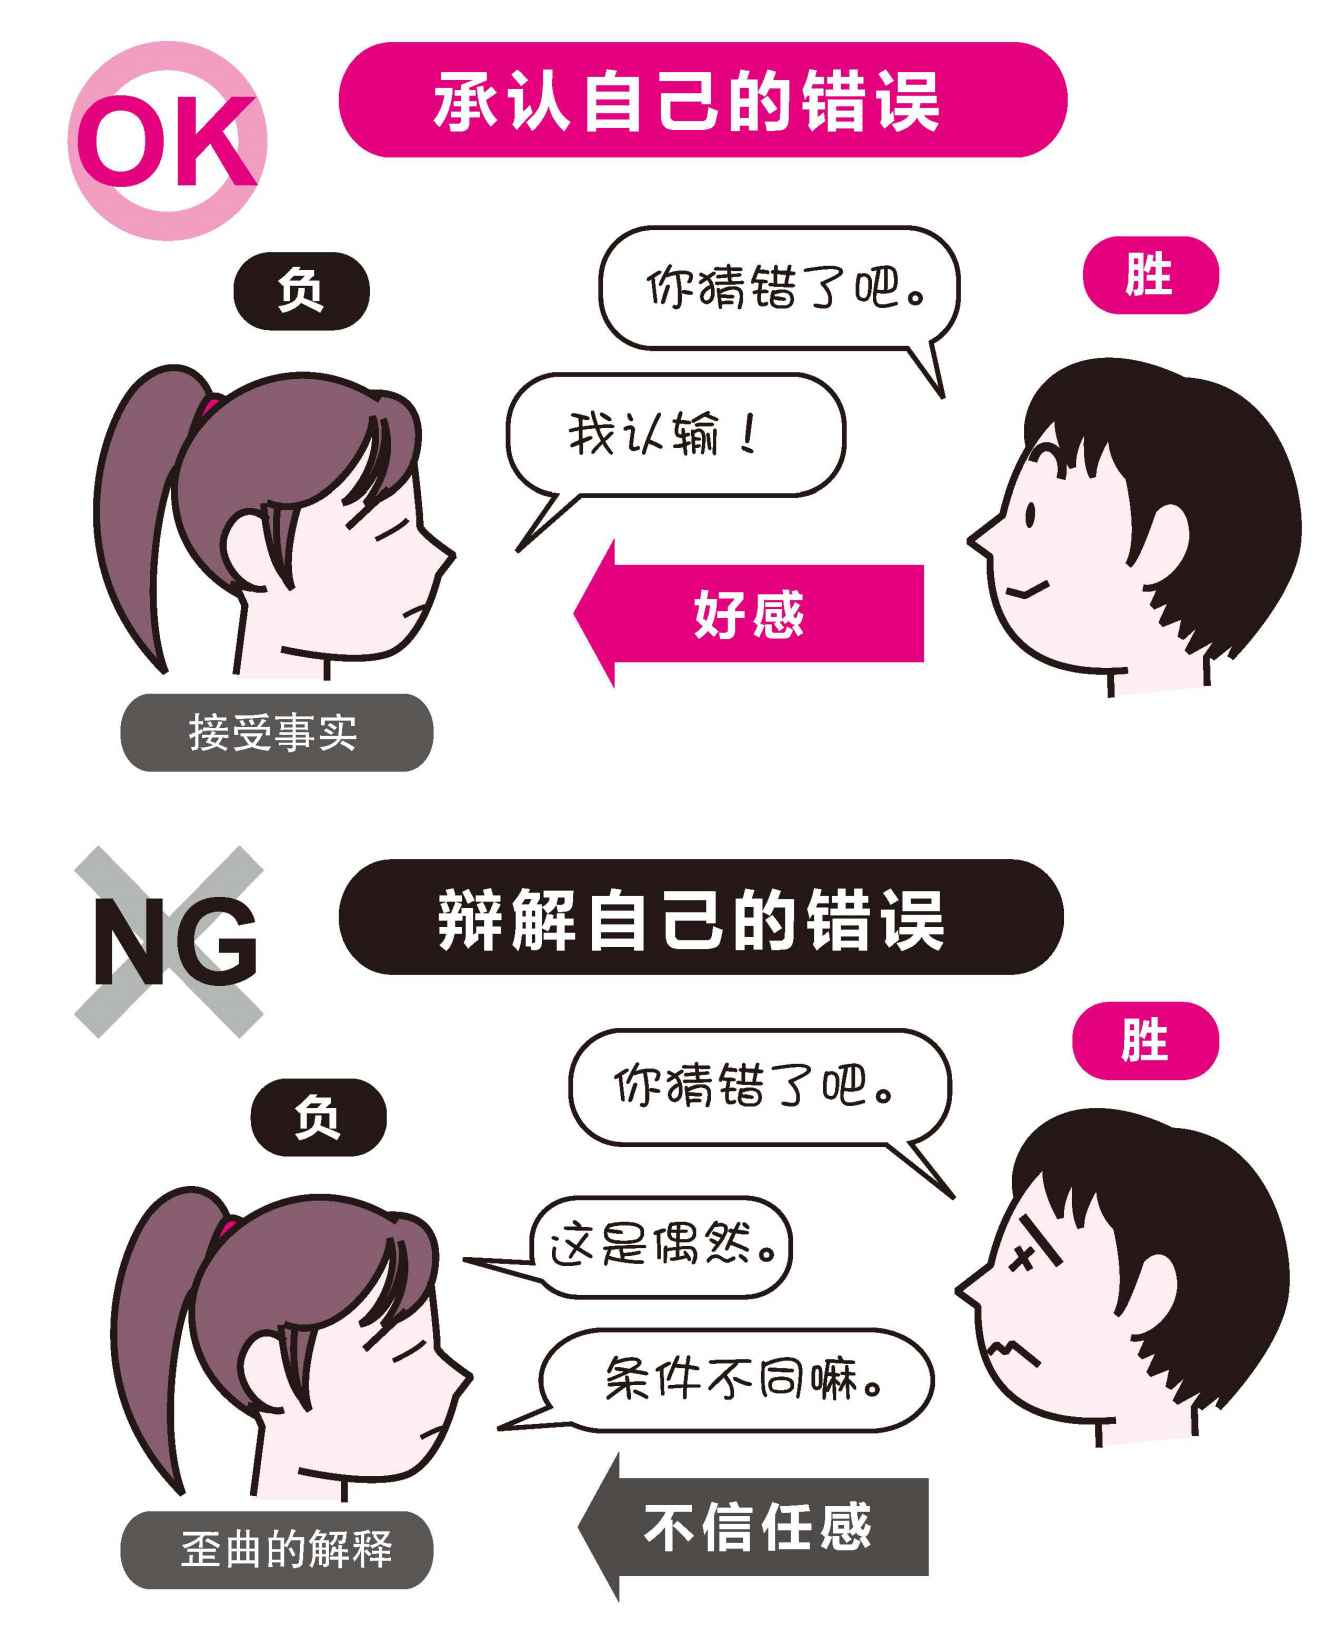 OK
承认自己的错误
负
你猜错了吧。
胜
我认输！
好感
接受事实
NG
辩解自己的错误
胜
你猜错了吧。
负
这是偶然。
条件不同嘛。
不信任感
歪曲的解释